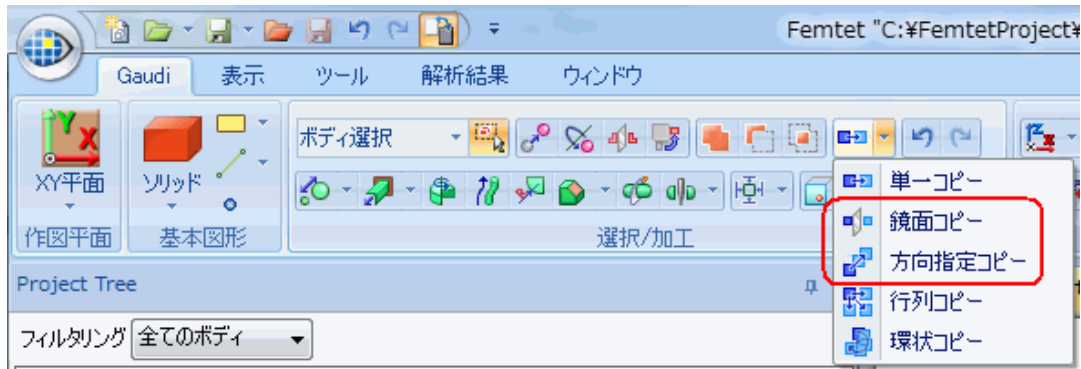 Femtet "C:¥FemtetProject¥
Gaudi 表示 ツール 解析結果 ウィンドウ
ボディ選択
XY平面 ソリッド
作図平面 基本図形 選択/加工
単一コピー
鏡面コピー
方向指定コピー
行列コピー
環状コピー
Project Tree
フィルタリング 全てのボディ